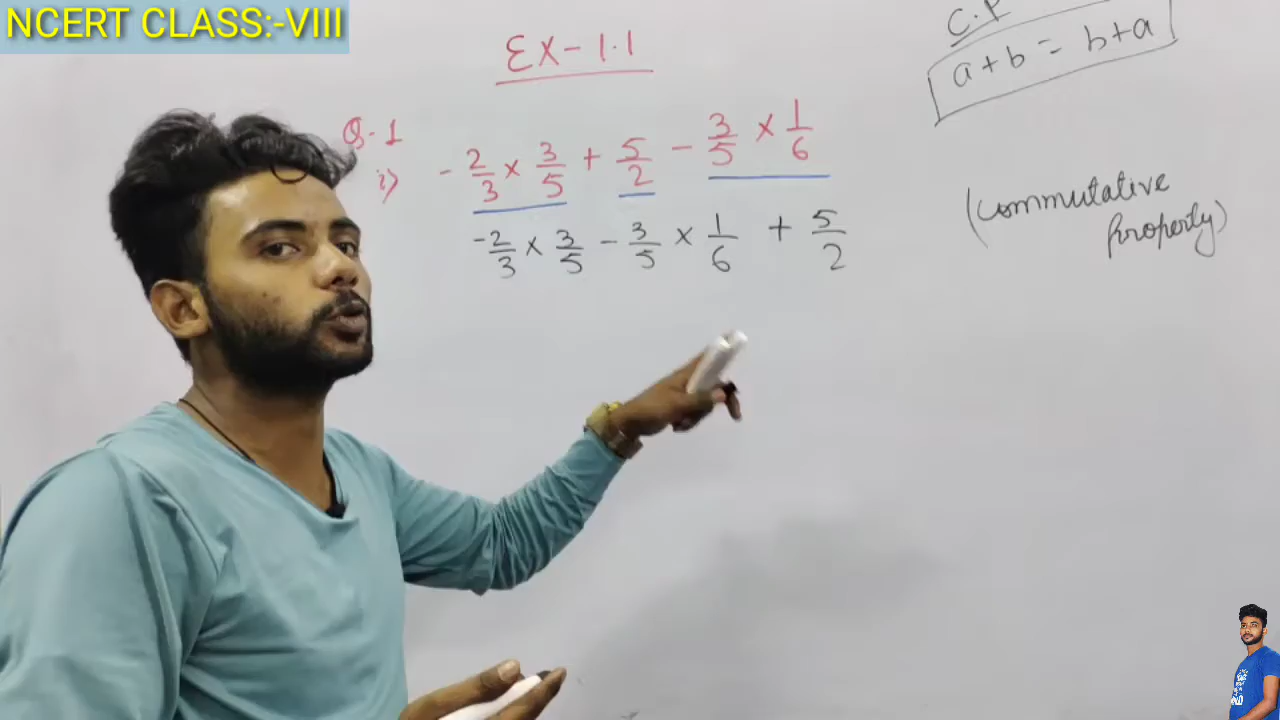 NCERT CLASS:-VIII
Ex-1.1
C.P
a+b = b+a
Q.1
i) -2/3 × 3/5 + 5/2 - 3/5 × 1/6
-2/3 × 3/5 - 3/5 × 1/6 + 5/2
(Commutative
Property)